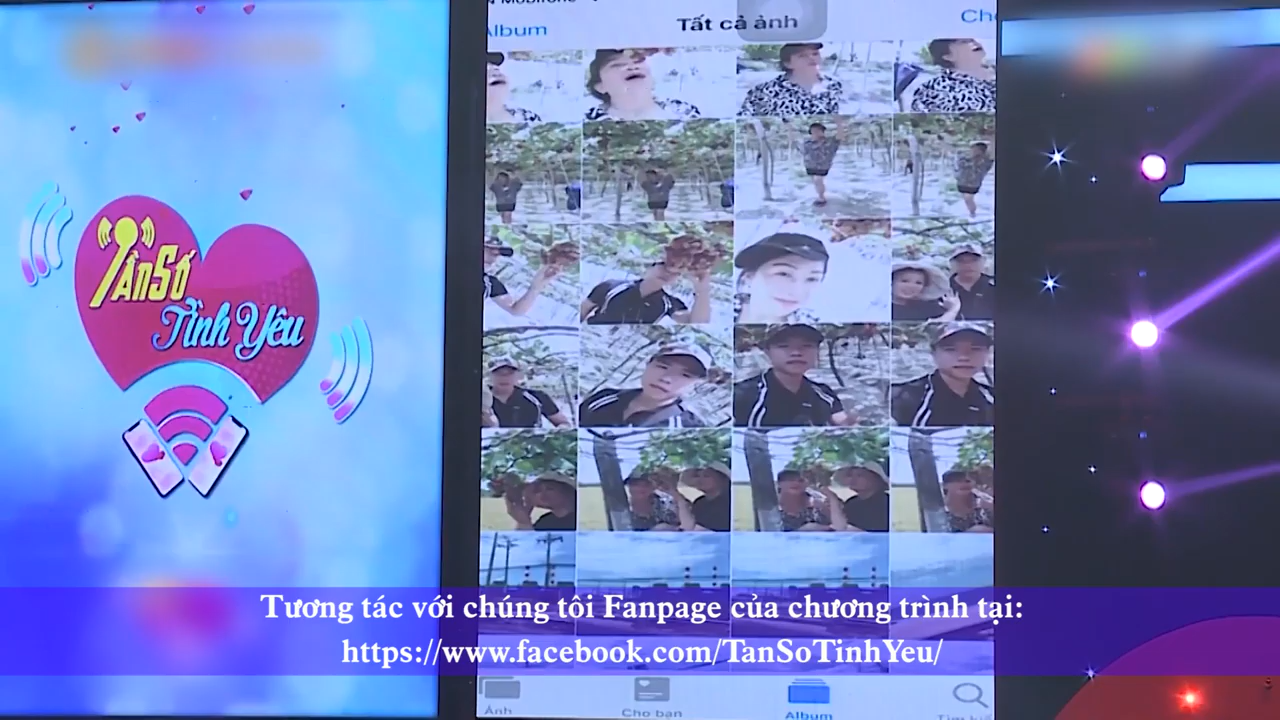 Album
Tất cả ảnh
TẦN SỐ
Tình Yêu
Tương tác với chúng tôi Fanpage của chương trình tại:
https://www.facebook.com/TanSoTinhYeu/
Ảnh
Cho bạn
Album